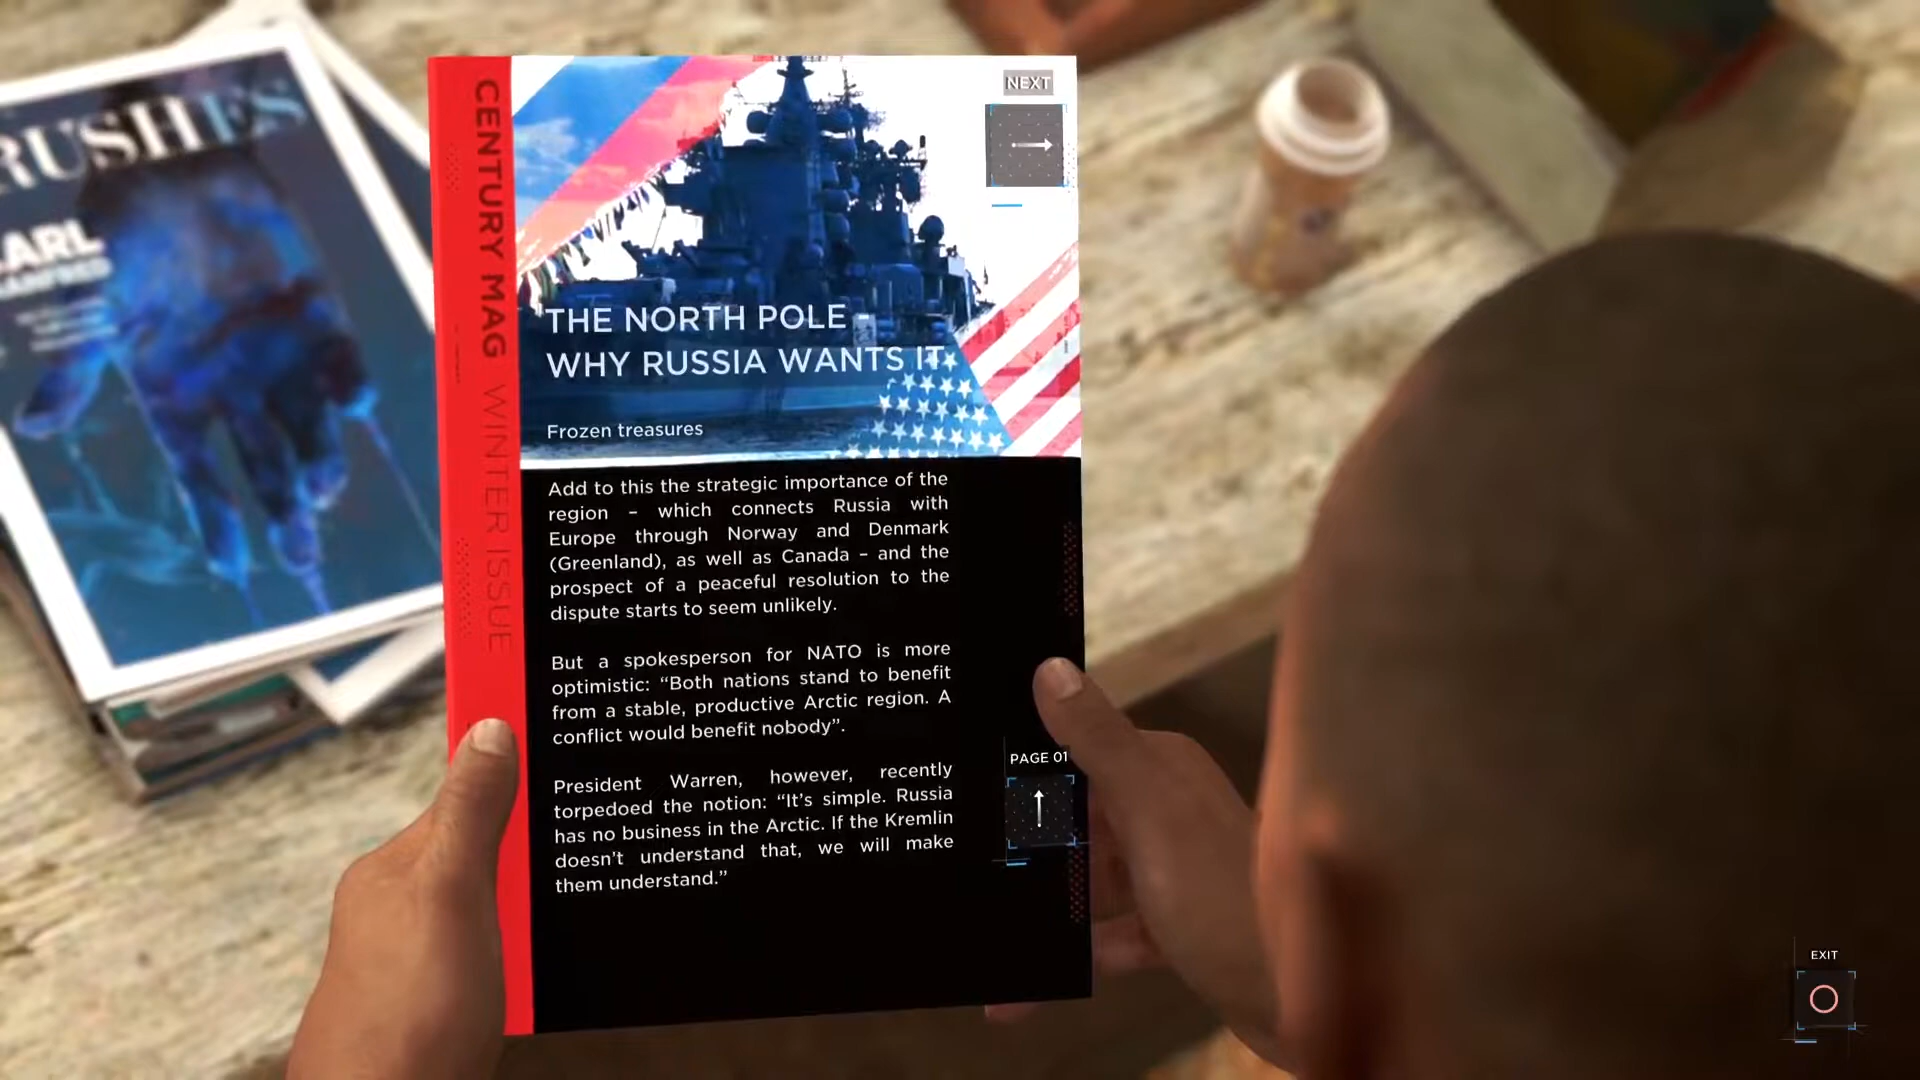 RUSHES
CENTURY MAG WINTER ISSUE
NEXT
THE NORTH POLE -
WHY RUSSIA WANTS IT
Frozen treasures
Add to this the strategic importance of the
region – which connects Russia with
Europe through Norway and Denmark
(Greenland), as well as Canada – and the
prospect of a peaceful resolution to the
dispute starts to seem unlikely.
But a spokesperson for NATO is more
optimistic: “Both nations stand to benefit
from a stable, productive Arctic region. A
conflict would benefit nobody”.
President Warren, however, recently
torpedoed the notion: “It's simple. Russia
has no business in the Arctic. If the Kremlin
doesn't understand that, we will make
them understand.”
PAGE 01
EXIT